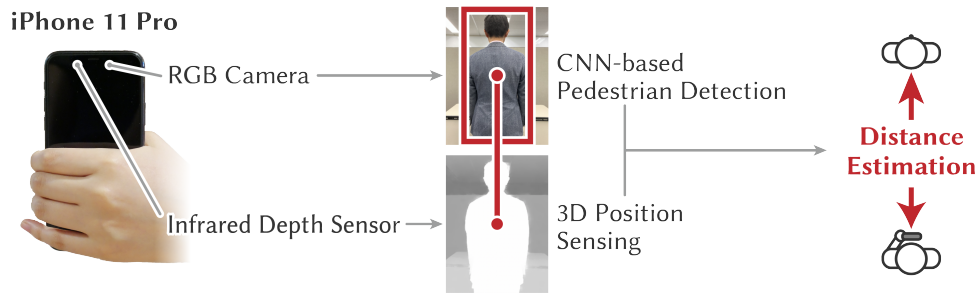 iPhone 11 Pro
RGB Camera
CNN-based
Pedestrian Detection
Distance
Estimation
Infrared Depth Sensor
3D Position
Sensing